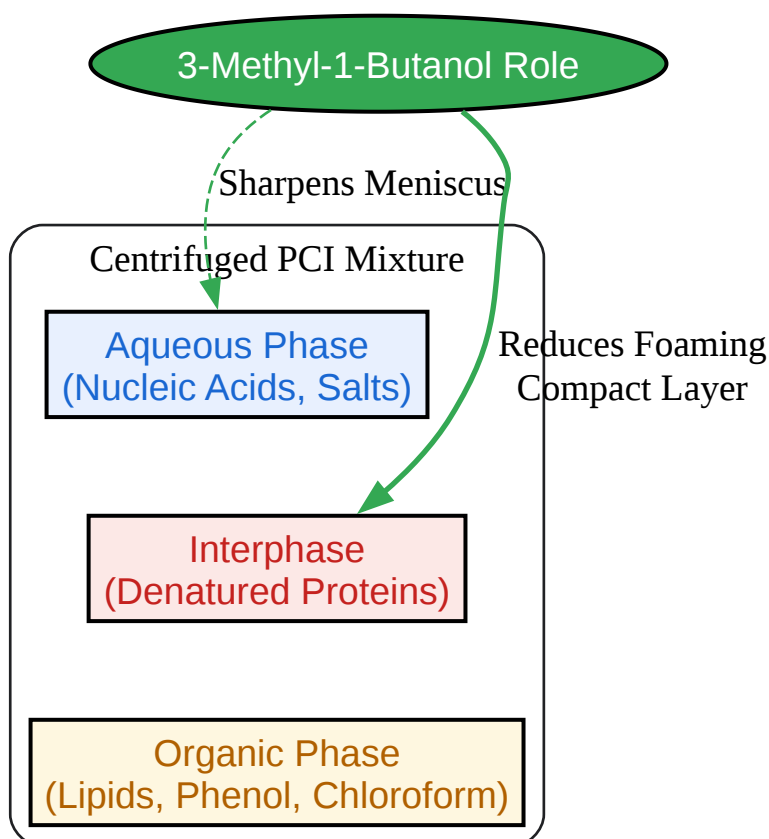 3-Methyl-1-Butanol Role
Sharpens Meniscus
Centrifuged PCI Mixture
Aqueous Phase
(Nucleic Acids, Salts)
Reduces Foaming
Compact Layer
Interphase
(Denatured Proteins)
Organic Phase
(Lipids, Phenol, Chloroform)